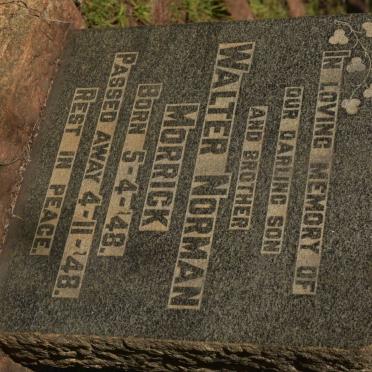 IN LOVING MEMORY OF
OUR DARLING SON
AND BROTHER
WALTER NORMAN
MORRICK
BORN 5-4-'48.
PASSED AWAY 4-11-'48.
REST IN PEACE.